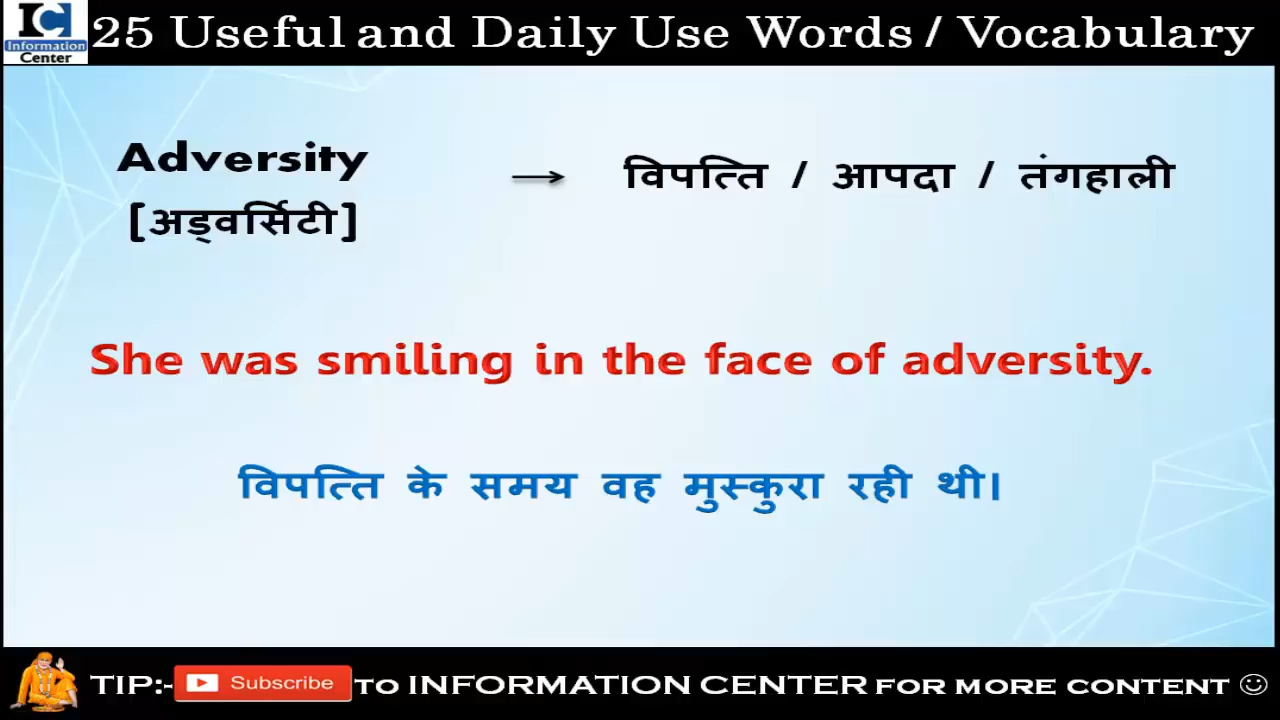 IC
Information
Center
25 Useful and Daily Use Words / Vocabulary
Adversity → विपत्ति / आपदा / तंगहाली
[अड्वर्सिटी]
She was smiling in the face of adversity.
विपत्ति के समय वह मुस्कुरा रही थी।
TIP:- Subscribe to INFORMATION CENTER FOR MORE CONTENT ☺